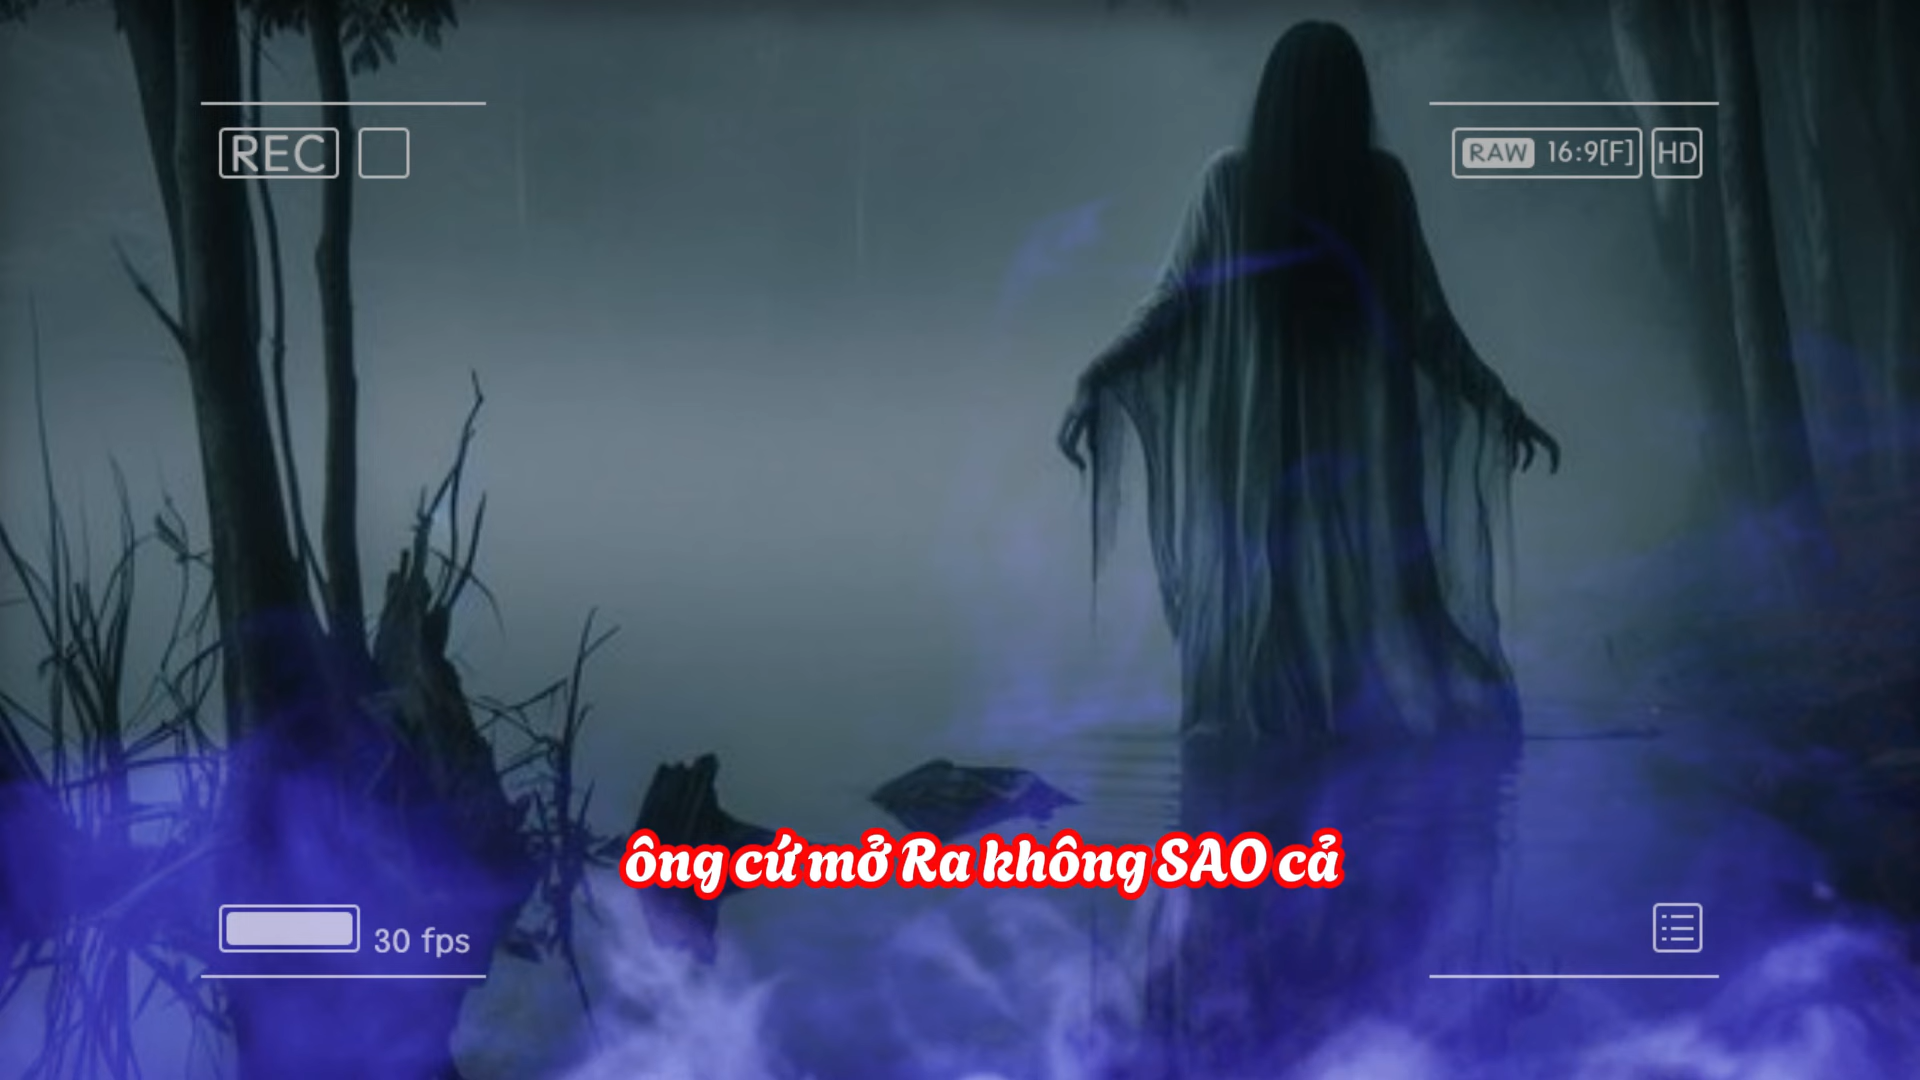 REC
RAW 16:9[F] HD
ông cứ mở Ra không SAO cả
30 fps